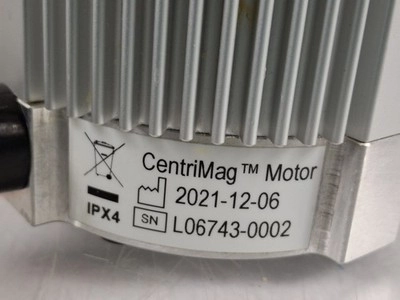 CentriMag™ Motor
2021-12-06
IPX4
SN L06743-0002